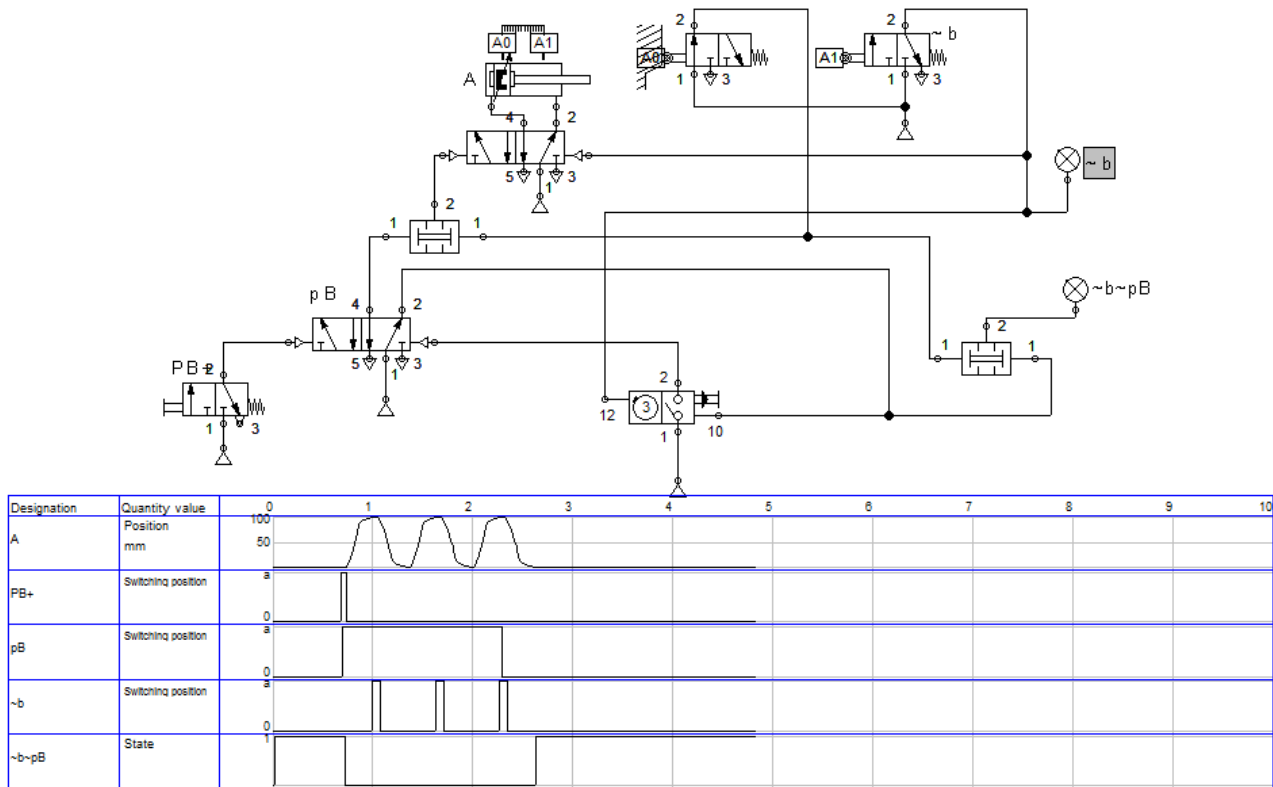 A0 A1
2
A0
1 3
2
~ b
A1
1 3
A
4 2
5 1 3
~ b
2
1 1
p B
4 2
5 1 3
~b~pB
2
1 1
PB+
2
1 3
2
12 3 10
1
Designation Quantity value 0 1 2 3 4 5 6 7 8 9 10
A Position mm 100 50
PB+ Switching position a 0
pB Switching position a 0
~b Switching position a 0
~b~pB State 1